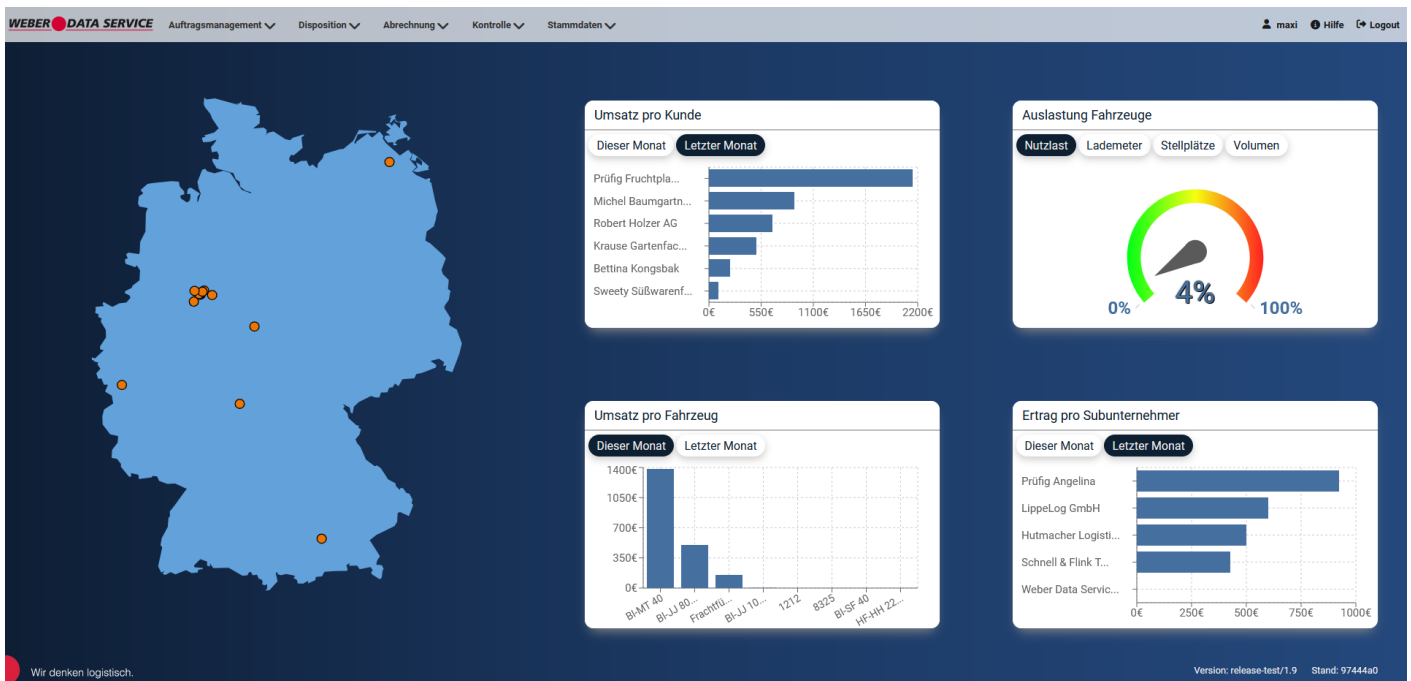 WEBER DATA SERVICE Auftragsmanagement Disposition Abrechnung Kontrolle Stammdaten maxi Hilfe Logout
Umsatz pro Kunde
Dieser Monat Letzter Monat
Prüfig Fruchtpla...
Michel Baumgartn...
Robert Holzer AG
Krause Gartenfac...
Bettina Kongsbak
Sweety Süßwarenf...
0€ 550€ 1100€ 1650€ 2200€
Auslastung Fahrzeuge
Nutzlast Lademeter Stellplätze Volumen
4%
0% 100%
Umsatz pro Fahrzeug
Dieser Monat Letzter Monat
1400€
1050€
700€
350€
0€
BI-MT 40 BI-JJ 80... Frachtfü... BI-JJ 10... 1212 8325 BI-SF 40 HF-HH 22...
Ertrag pro Subunternehmer
Dieser Monat Letzter Monat
Prüfig Angelina
LippeLog GmbH
Hutmacher Logisti...
Schnell & Flink T...
Weber Data Servic...
0€ 250€ 500€ 750€ 1000€
Wir denken logistisch.
Version: release-test/1.9 Stand: 97444a0